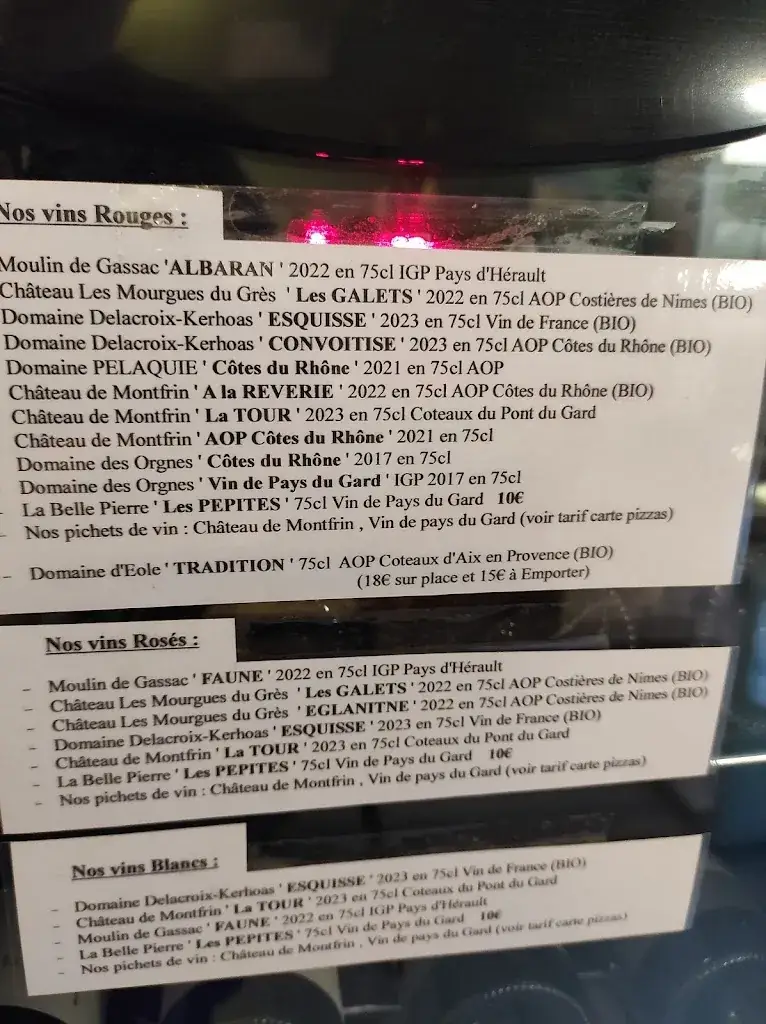 Nos vins Rouges :
Moulin de Gassac 'ALBARAN ' 2022 en 75cl IGP Pays d'Hérault
Château Les Mourgues du Grès ' Les GALETS ' 2022 en 75cl AOP Costières de Nimes (BIO)
Domaine Delacroix-Kerhoas ' ESQUISSE ' 2023 en 75cl Vin de France (BIO)
Domaine Delacroix-Kerhoas ' CONVOITISE ' 2023 en 75cl AOP Côtes du Rhône (BIO)
Domaine PELAQUIE ' Côtes du Rhône ' 2021 en 75cl AOP
Château de Montfrin ' A la REVERIE ' 2022 en 75cl AOP Côtes du Rhône (BIO)
Château de Montfrin ' La TOUR ' 2023 en 75cl Coteaux du Pont du Gard
Château de Montfrin ' AOP Côtes du Rhône ' 2021 en 75cl
Domaine des Orgnes ' Côtes du Rhône ' 2017 en 75cl
- Domaine des Orgnes ' Vin de Pays du Gard ' IGP 2017 en 75cl
- La Belle Pierre ' Les PEPITES ' 75cl Vin de Pays du Gard 10€
- Nos pichets de vin : Château de Montfrin , Vin de pays du Gard (voir tarif carte pizzas)
- Domaine d'Eole ' TRADITION ' 75cl AOP Coteaux d'Aix en Provence (BIO)
(18€ sur place et 15€ à Emporter)
Nos vins Rosés :
- Moulin de Gassac ' FAUNE ' 2022 en 75cl IGP Pays d'Hérault
- Château Les Mourgues du Grès ' Les GALETS ' 2022 en 75cl AOP Costières de Nimes (BIO)
- Château Les Mourgues du Grès ' EGLANITNE ' 2022 en 75cl AOP Costières de Nimes (BIO)
- Domaine Delacroix-Kerhoas ' ESQUISSE ' 2023 en 75cl Vin de France (BIO)
- Château de Montfrin ' La TOUR ' 2023 en 75cl Coteaux du Pont du Gard
- La Belle Pierre ' Les PEPITES ' 75cl Vin de Pays du Gard 10€
- Nos pichets de vin : Château de Montfrin , Vin de pays du Gard (voir tarif carte pizzas)
Nos vins Blancs :
- Domaine Delacroix-Kerhoas ' ESQUISSE ' 2023 en 75cl Vin de France (BIO)
- Château de Montfrin ' La TOUR ' 2023 en 75cl Coteaux du Pont du Gard
- Moulin de Gassac ' FAUNE ' 2022 en 75cl IGP Pays d'Hérault
- La Belle Pierre ' Les PEPITES ' 75cl Vin de Pays du Gard 10€
- Nos pichets de vin : Château de Montfrin , Vin de pays du Gard (voir tarif carte pizzas)